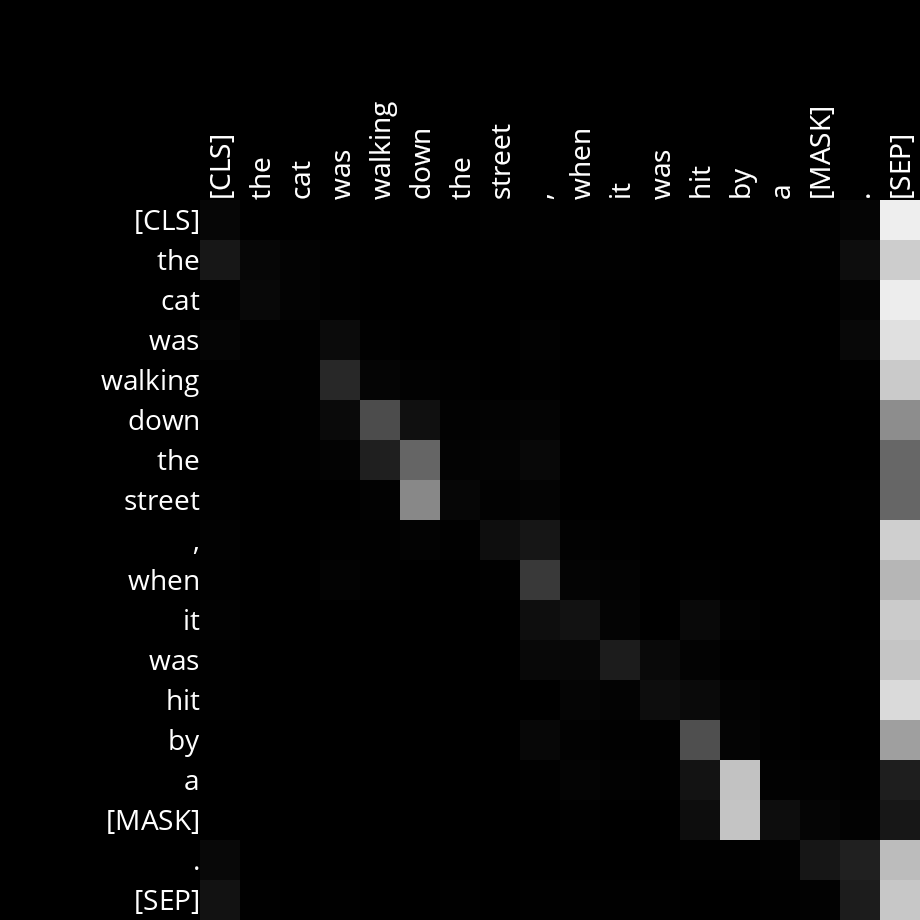 [CLS] the cat was walking down the street , when it was hit by a [MASK] . [SEP]
[CLS]
the
cat
was
walking
down
the
street
,
when
it
was
hit
by
a
[MASK]
.
[SEP]